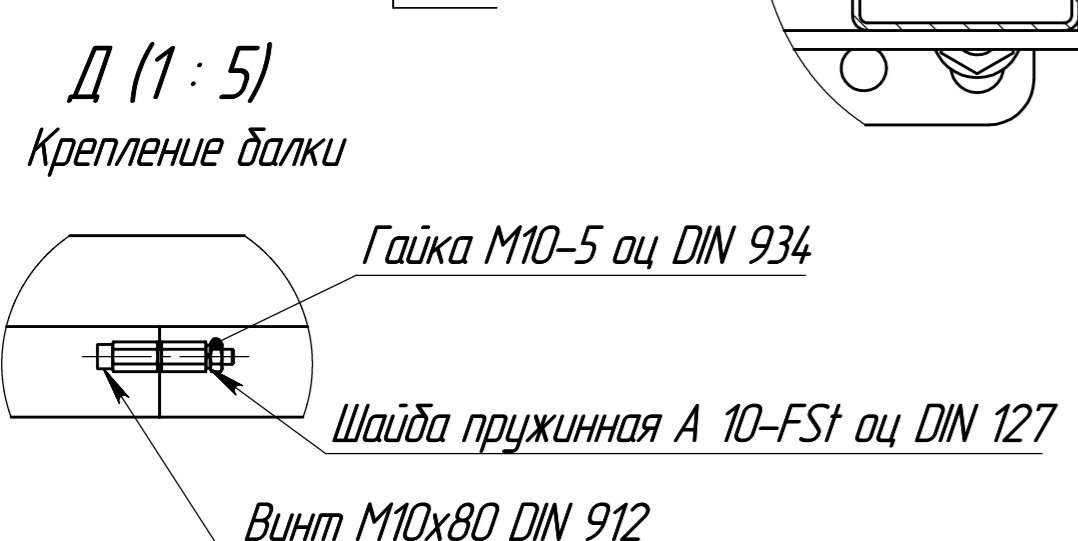 Д (1 : 5)
Крепление балки
Гайка М10-5 оц DIN 934
Шайба пружинная А 10-FSt оц DIN 127
Винт М10х80 DIN 912